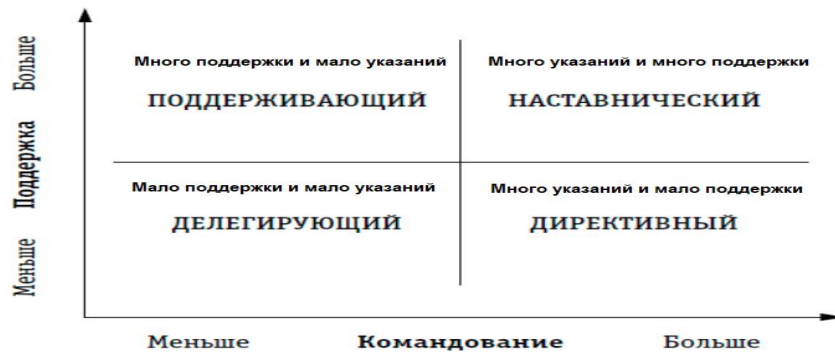 Больше
Поддержка
Меньше
Много поддержки и мало указаний
ПОДДЕРЖИВАЮЩИЙ
Много указаний и много поддержки
НАСТАВНИЧЕСКИЙ
Мало поддержки и мало указаний
ДЕЛЕГИРУЮЩИЙ
Много указаний и мало поддержки
ДИРЕКТИВНЫЙ
Меньше
Командование
Больше